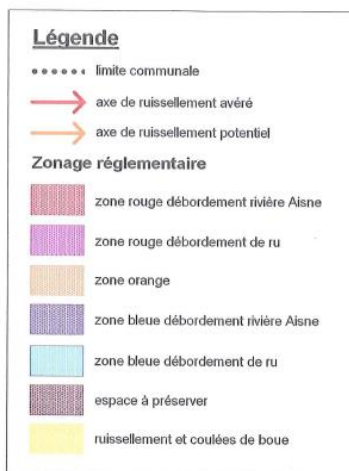 Légende
limite communale
axe de ruissellement avéré
axe de ruissellement potentiel
Zonage réglementaire
zone rouge débordement rivière Aisne
zone rouge débordement de ru
zone orange
zone bleue débordement rivière Aisne
zone bleue débordement de ru
espace à préserver
ruissellement et coulées de boue